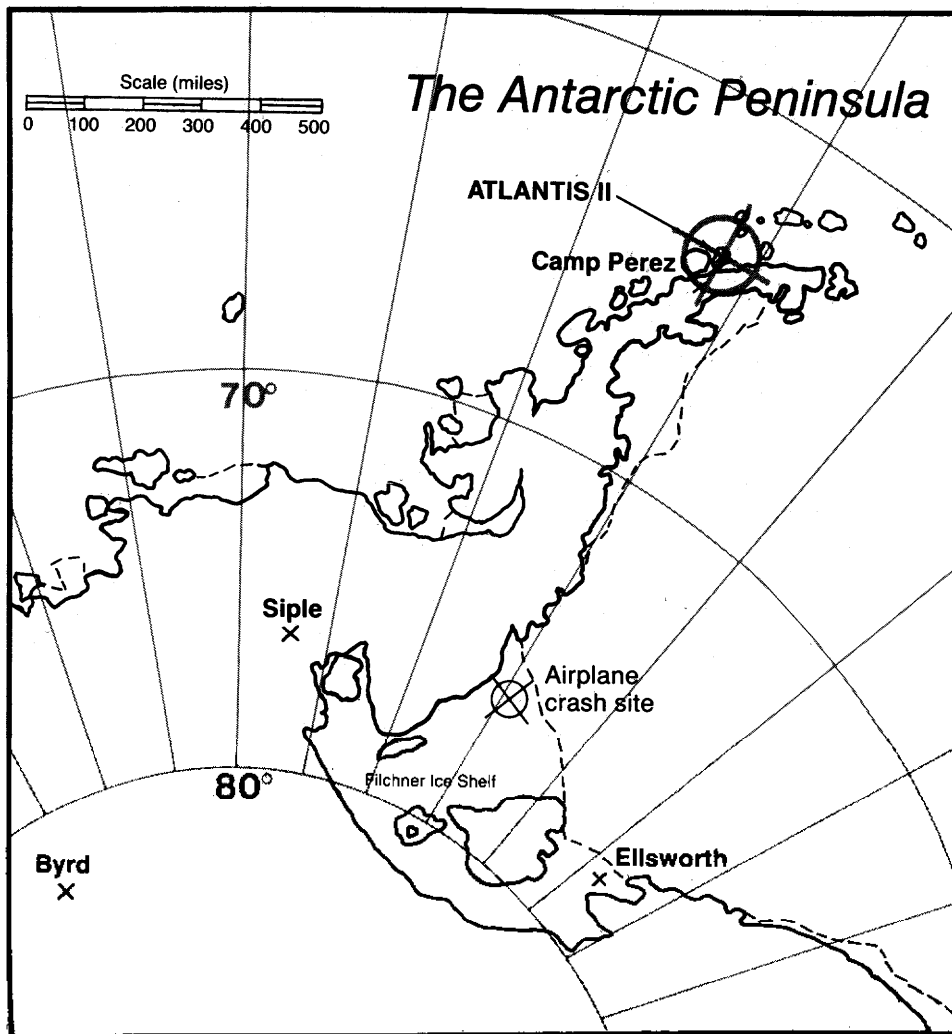 Scale (miles)
0 100 200 300 400 500
The Antarctic Peninsula
ATLANTIS II
Camp Perez
70°
Siple
Airplane
crash site
80°
Filchner Ice Shelf
Byrd
Ellsworth